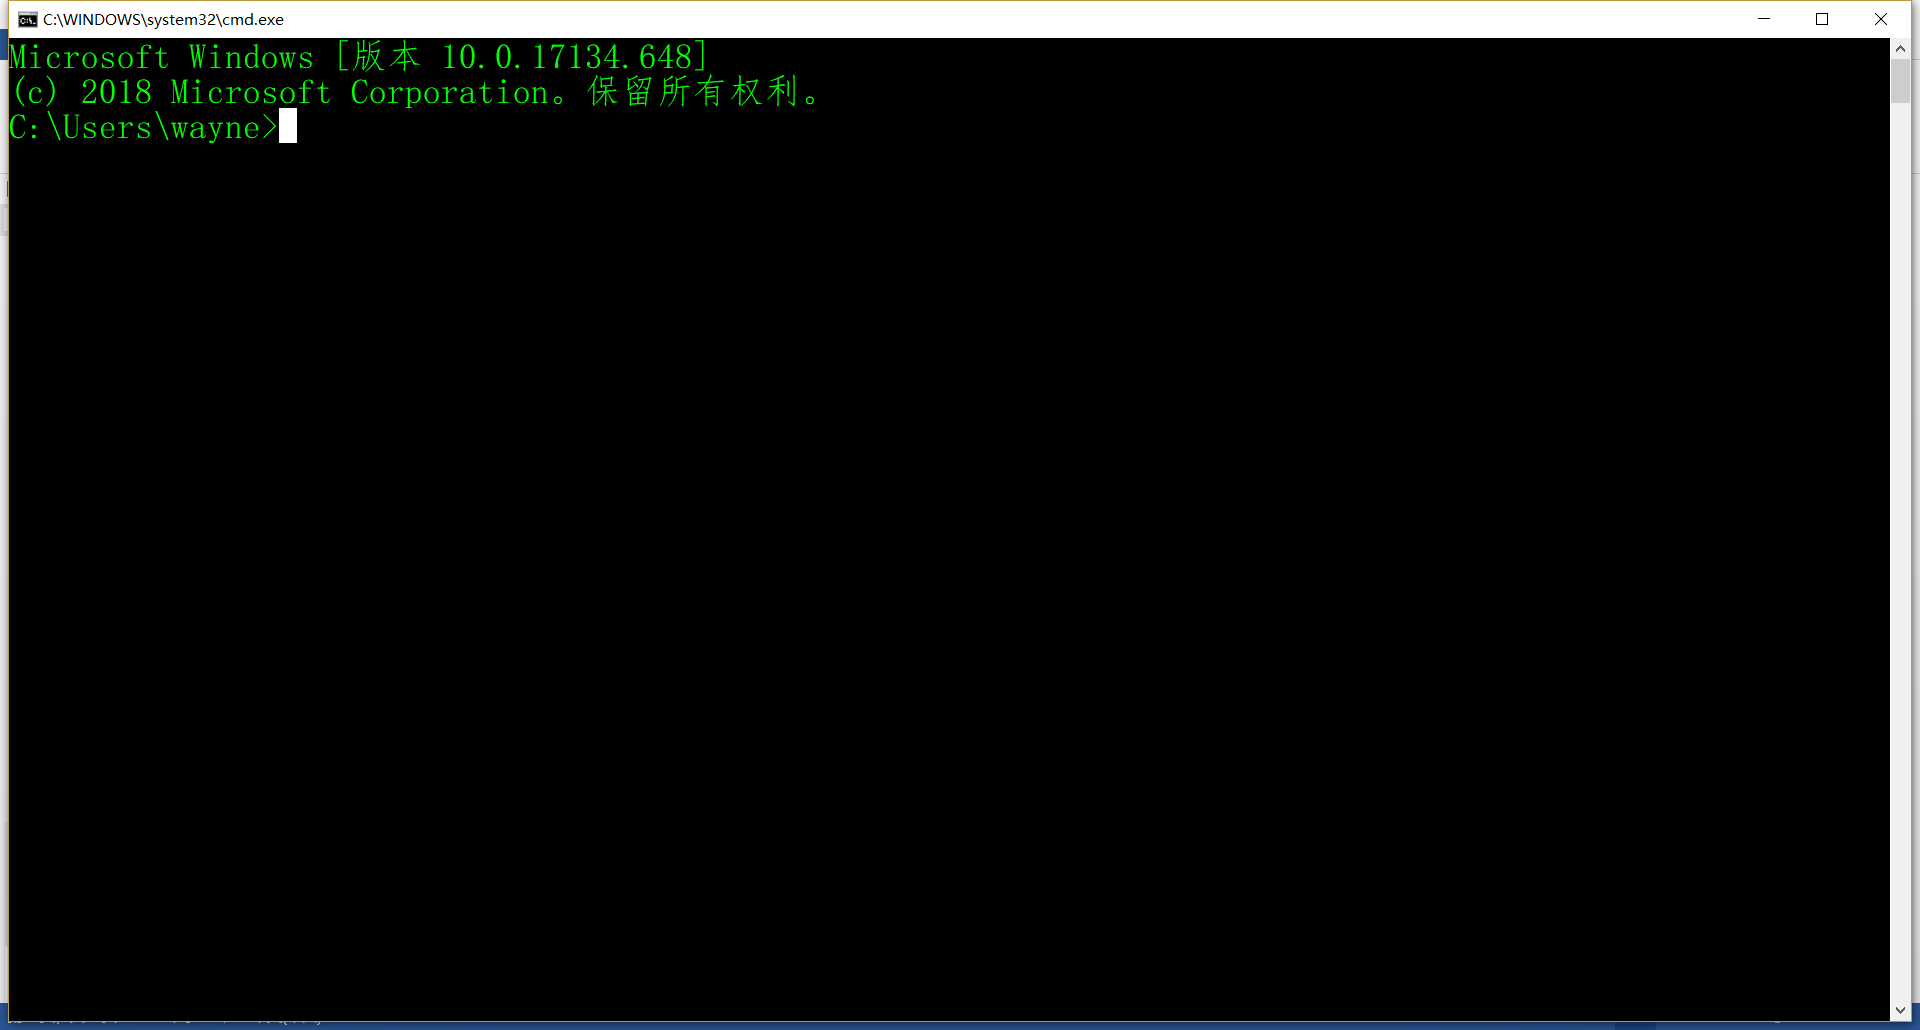 C:\WINDOWS\system32\cmd.exe
Microsoft Windows [版本 10.0.17134.648]
(c) 2018 Microsoft Corporation。保留所有权利。
C:\Users\wayne>